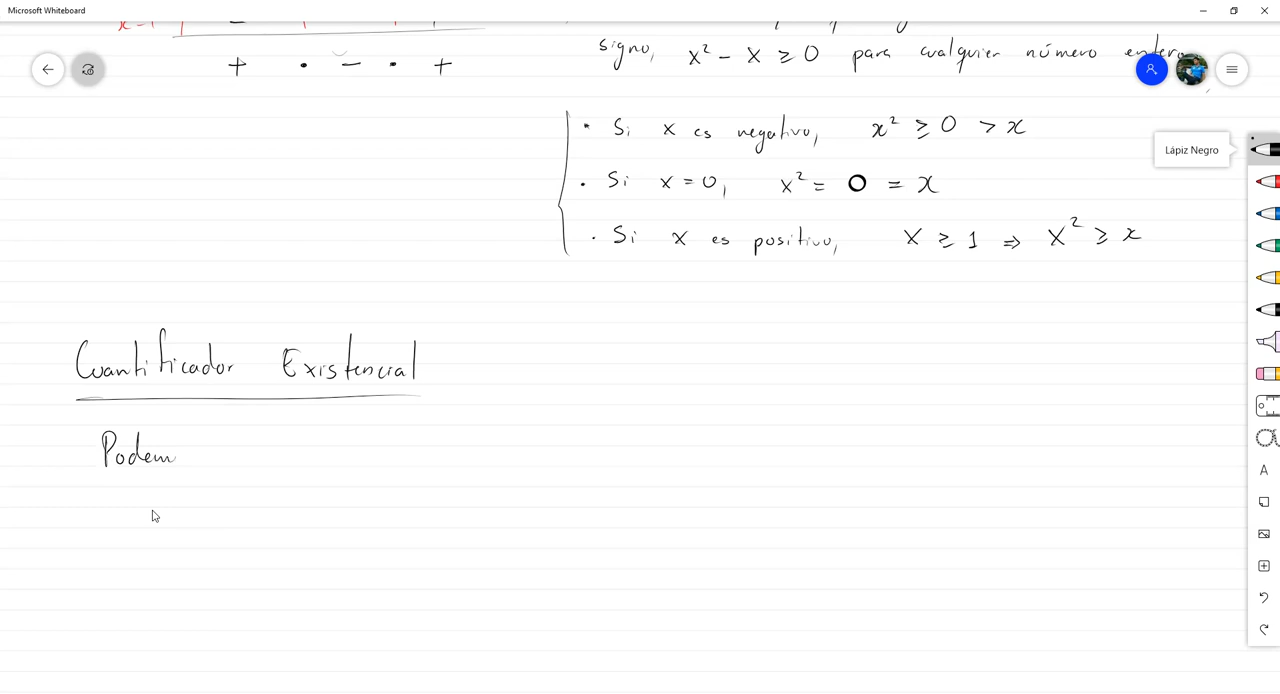 Microsoft Whiteboard
signo, x² - x ≥ 0 para cualquier número entero
+ • - • +
Lápiz Negro
• Si x es negativo, x² ≥ 0 > x
• Si x = 0, x² = 0 = x
• Si x es positivo, x ≥ 1 ⇒ x² ≥ x
Cuantificador Existencial
Podem
A